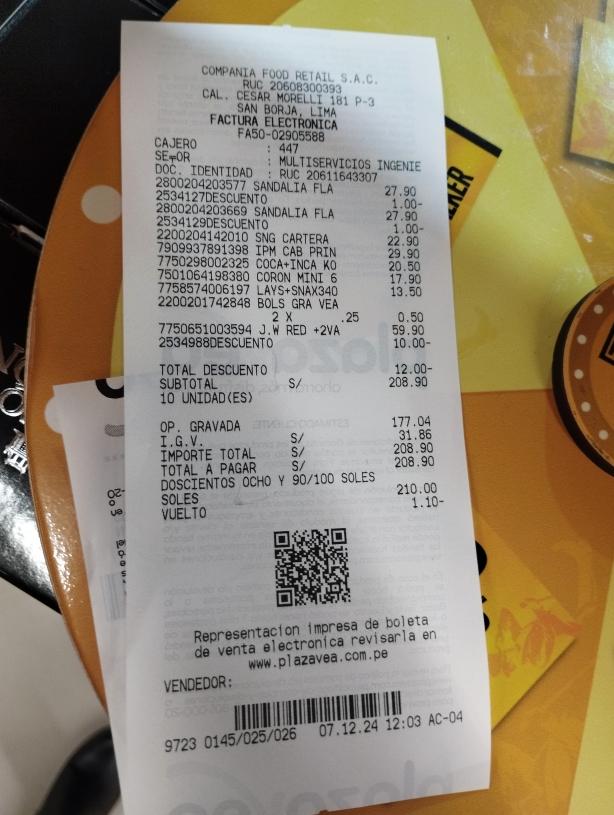 COMPANIA FOOD RETAIL S.A.C.
RUC 20608300393
CAL. CESAR MORELLI 181 P-3
SAN BORJA, LIMA
FACTURA ELECTRONICA
FA50-02905588
CAJERO : 447
SE╤OR : MULTISERVICIOS INGENIE
DOC. IDENTIDAD : RUC 20611643307
2800204203577 SANDALIA FLA 27.90
2534127DESCUENTO 1.00-
2800204203669 SANDALIA FLA 27.90
2534129DESCUENTO 1.00-
2200204142010 SNG CARTERA 22.90
7909937891398 IPM CAB PRIN 29.90
7750298002325 COCA+INCA KO 20.50
7501064198380 CORON MINI 6 17.90
7758574006197 LAYS+SNAX340 13.50
2200201742848 BOLS GRA VEA
2 X .25 0.50
7750651003594 J.W RED +2VA 59.90
2534988DESCUENTO 10.00-
TOTAL DESCUENTO 12.00-
SUBTOTAL S/ 208.90
10 UNIDAD(ES)
OP. GRAVADA 177.04
I.G.V. S/ 31.86
IMPORTE TOTAL S/ 208.90
TOTAL A PAGAR S/ 208.90
DOSCIENTOS OCHO Y 90/100 SOLES
SOLES 210.00
VUELTO 1.10-
Representacion impresa de boleta
de venta electronica revisarla en
www.plazavea.com.pe
VENDEDOR:
9723 0145/025/026 07.12.24 12:03 AC-04